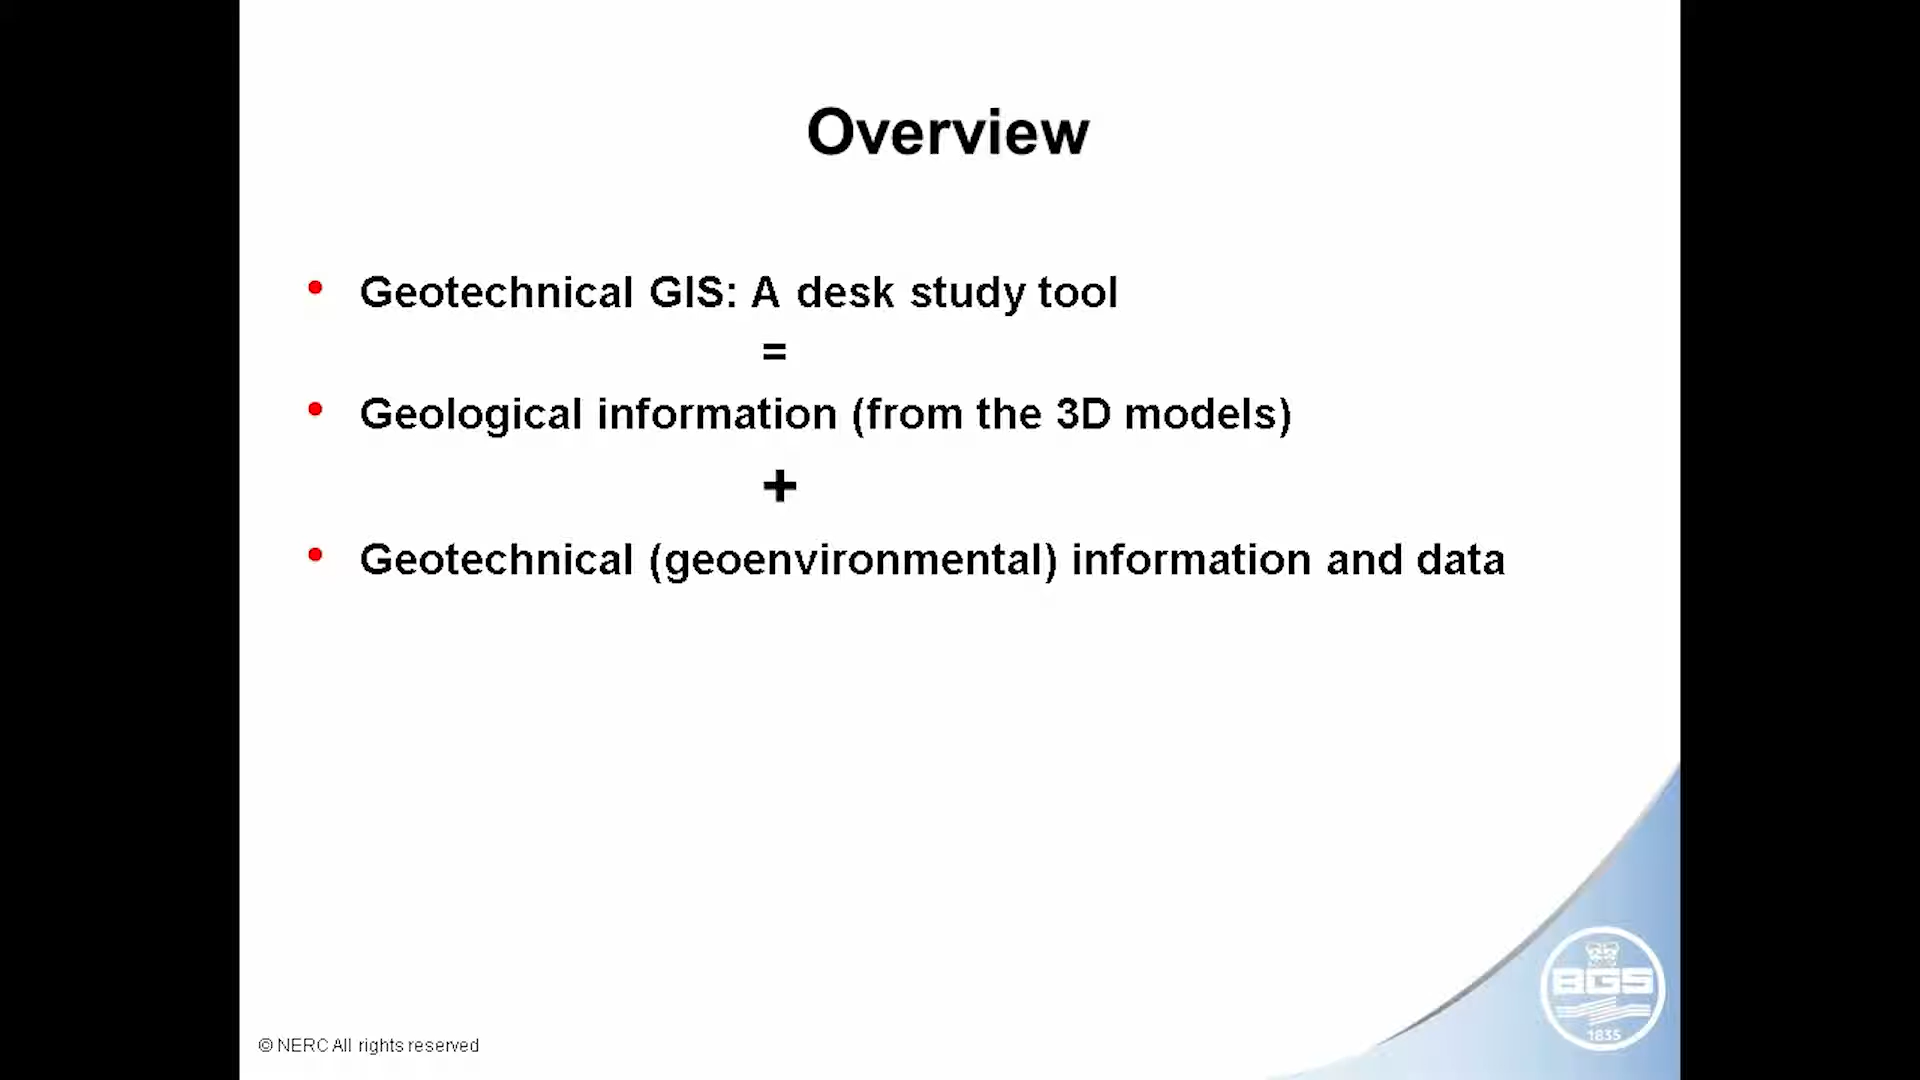 Overview
• Geotechnical GIS: A desk study tool
=
• Geological information (from the 3D models)
+
• Geotechnical (geoenvironmental) information and data
© NERC All rights reserved
BGS
1835